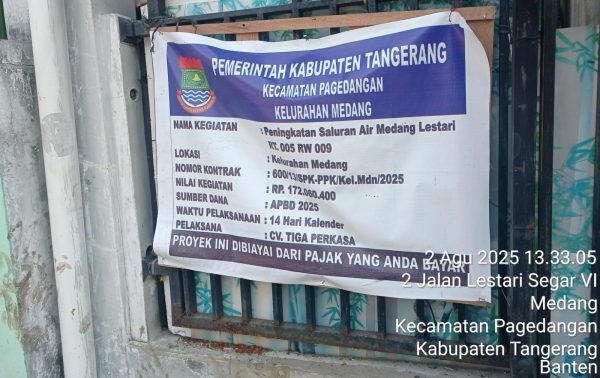 PEMERINTAH KABUPATEN TANGERANG
KECAMATAN PAGEDANGAN
KELURAHAN MEDANG
NAMA KEGIATAN : Peningkatan Saluran Air Medang Lestari
RT. 005 RW 009
LOKASI : Kelurahan Medang
NOMOR KONTRAK : 600/13/SPK-PPK/Kel.Mdn/2025
NILAI KEGIATAN : RP. 172.060.400
SUMBER DANA : APBD 2025
WAKTU PELAKSANAAN : 14 Hari Kalender
PELAKSANA : CV. TIGA PERKASA
PROYEK INI DIBIAYAI DARI PAJAK YANG ANDA BAYAR
2 Agu 2025 13.33.05
2 Jalan Lestari Segar VI
Medang
Kecamatan Pagedangan
Kabupaten Tangerang
Banten